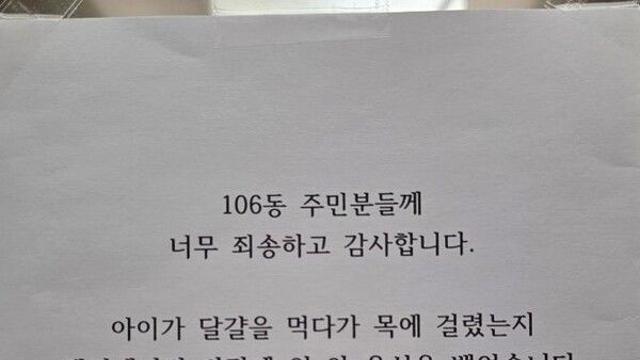 106동 주민분들께
너무 죄송하고 감사합니다.
아이가 달걀을 먹다가 목에 걸렸는지